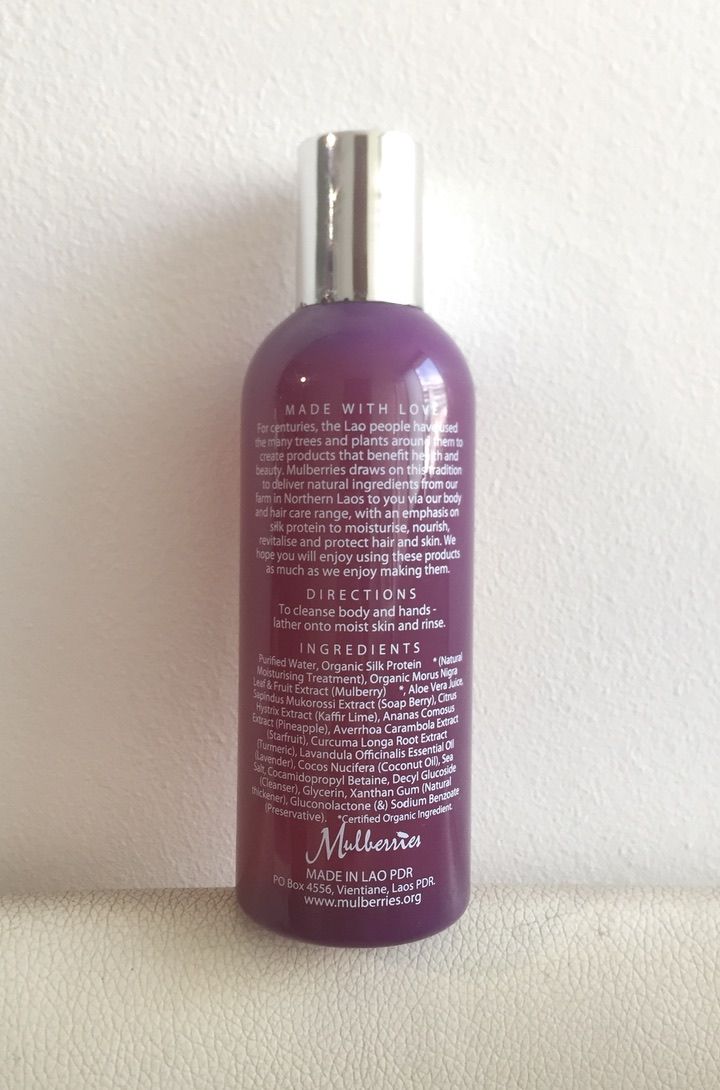 MADE WITH LOVE
For centuries, the Lao people have used
the many trees and plants around them to
create products that benefit health and
beauty. Mulberries draws on this tradition
to deliver natural ingredients from our
farm in Northern Laos to you via our body
and hair care range, with an emphasis on
silk protein to moisturise, nourish,
revitalise and protect hair and skin. We
hope you will enjoy using these products
as much as we enjoy making them.
DIRECTIONS
To cleanse body and hands -
lather onto moist skin and rinse.
INGREDIENTS
Purified Water, Organic Silk Protein *(Natural
Moisturising Treatment), Organic Morus Nigra
Leaf & Fruit Extract (Mulberry) *, Aloe Vera Juice,
Sapindus Mukorossi Extract (Soap Berry), Citrus
Hystrix Extract (Kaffir Lime), Ananas Comosus
Extract (Pineapple), Averrhoa Carambola Extract
(Starfruit), Curcuma Longa Root Extract
(Turmeric), Lavandula Officinalis Essential Oil
(Lavender), Cocos Nucifera (Coconut Oil), Sea
Salt, Cocamidopropyl Betaine, Decyl Glucoside
(Cleanser), Glycerin, Xanthan Gum (Natural
thickener), Gluconolactone (&) Sodium Benzoate
(Preservative). *Certified Organic Ingredient.
Mulberries
MADE IN LAO PDR
PO Box 4556, Vientiane, Laos PDR.
www.mulberries.org